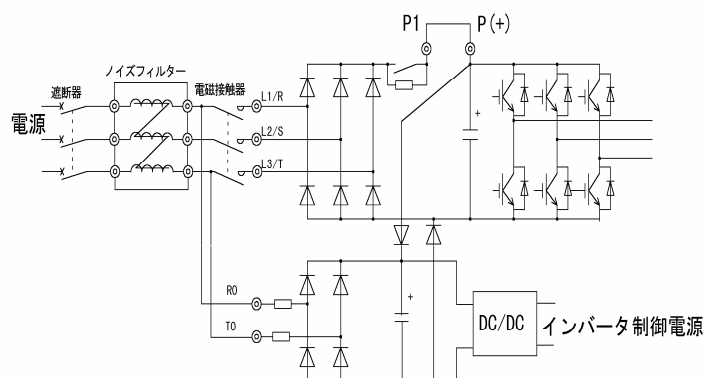 P1
P(+)
ノイズフィルター
遮断器
電磁接触器
L1/R
電源
+
L2/S
L3/T
R0
+
T0
DC/DC
インバータ制御電源